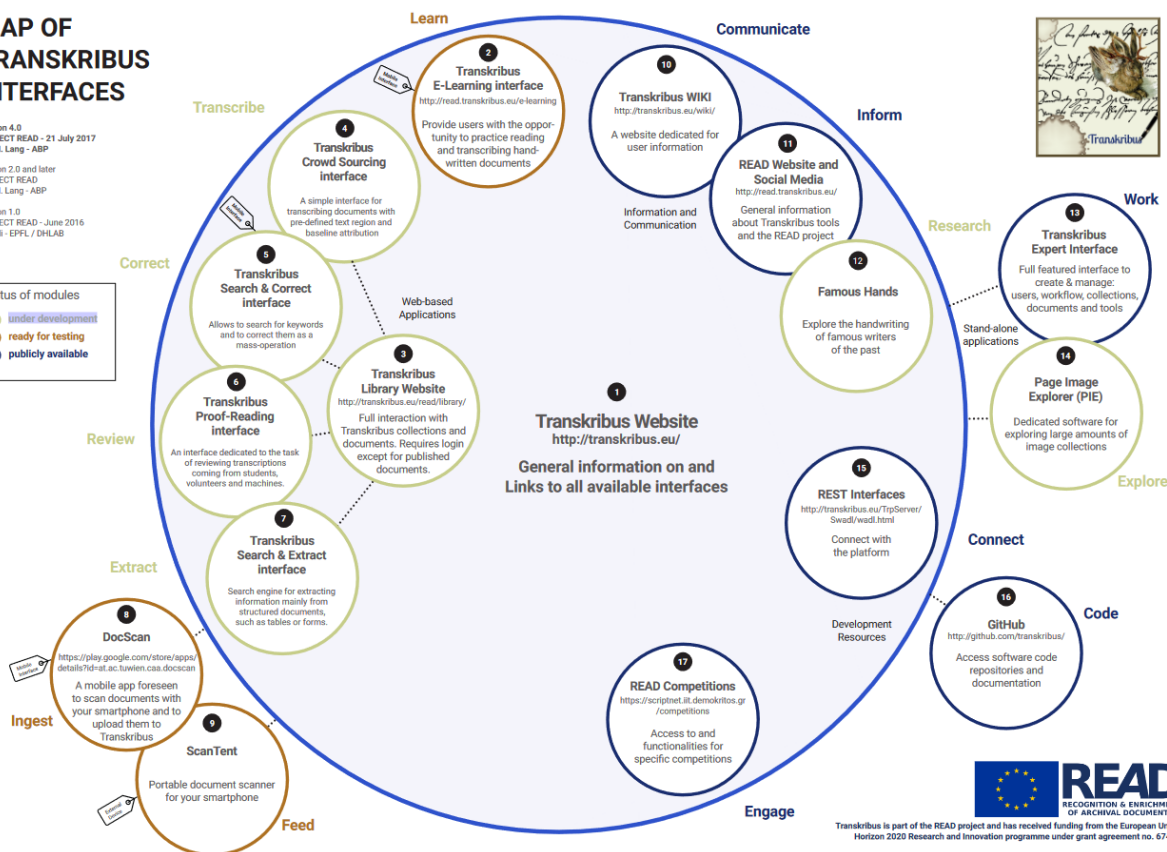 AP OF
RANSKRIBUS
TERFACES
on 4.0
ECT READ - 21 July 2017
. Lang - ABP
on 2.0 and later
ECT READ
. Lang - ABP
on 1.0
ECT READ - June 2016
i - EPFL / DHLAB
tus of modules
under development
ready for testing
publicly available
Learn
2
Transkribus
E-Learning interface
http://read.transkribus.eu/e-learning
Provide users with the oppor-
tunity to practice reading
and transcribing hand-
written documents
Mobile
Interface
Transcribe
4
Transkribus
Crowd Sourcing
interface
A simple interface for
transcribing documents with
pre-defined text region and
baseline attribution
Mobile
Interface
Correct
5
Transkribus
Search & Correct
interface
Allows to search for keywords
and to correct them as a
mass-operation
Web-based
Applications
3
Transkribus
Library Website
http://transkribus.eu/read/library/
Full interaction with
Transkribus collections and
documents. Requires login
except for published
documents.
Review
6
Transkribus
Proof-Reading
interface
An interface dedicated to the task
of reviewing transcriptions
coming from students,
volunteers and machines.
Extract
7
Transkribus
Search & Extract
interface
Search engine for extracting
information mainly from
structured documents,
such as tables or forms.
8
DocScan
https://play.google.com/store/apps/
details?id=at.ac.tuwien.caa.docscan
A mobile app foreseen
to scan documents with
your smartphone and to
upload them to
Transkribus
Mobile
Interface
Ingest
9
ScanTent
Portable document scanner
for your smartphone
External
Device
Feed
1
Transkribus Website
http://transkribus.eu/
General information on and
Links to all available interfaces
Communicate
10
Transkribus WIKI
http://transkribus.eu/wiki/
A website dedicated for
user information
Inform
11
READ Website and
Social Media
http://read.transkribus.eu/
General information
about Transkribus tools
and the READ project
Information and
Communication
12
Famous Hands
Explore the handwriting
of famous writers
of the past
Research
Work
13
Transkribus
Expert Interface
Full featured interface to
create & manage:
users, workflow, collections,
documents and tools
Stand-alone
applications
14
Page Image
Explorer (PIE)
Dedicated software for
exploring large amounts of
image collections
Explore
15
REST Interfaces
http://transkribus.eu/TrpServer/
Swadl/wadl.html
Connect with
the platform
Connect
Development
Resources
16
GitHub
http://github.com/transkribus/
Access software code
repositories and
documentation
Code
17
READ Competitions
https://scriptnet.iit.demokritos.gr
/competitions
Access to and
functionalities for
specific competitions
Engage
Transkribus
READ
RECOGNITION & ENRICHM
OF ARCHIVAL DOCUMENT
Transkribus is part of the READ project and has received funding from the European Un
Horizon 2020 Research and Innovation programme under grant agreement no. 67